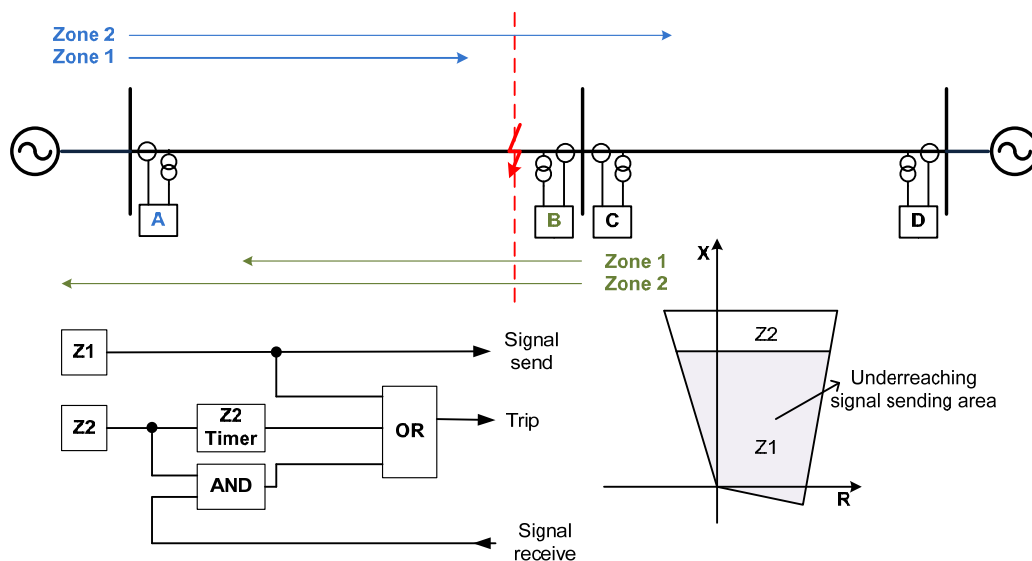 Zone 2
Zone 1
A
B
C
D
Zone 1
Zone 2
X
Z2
Underreaching
signal sending area
Z1
R
Z1
Signal
send
Z2
Z2
Timer
OR
Trip
AND
Signal
receive